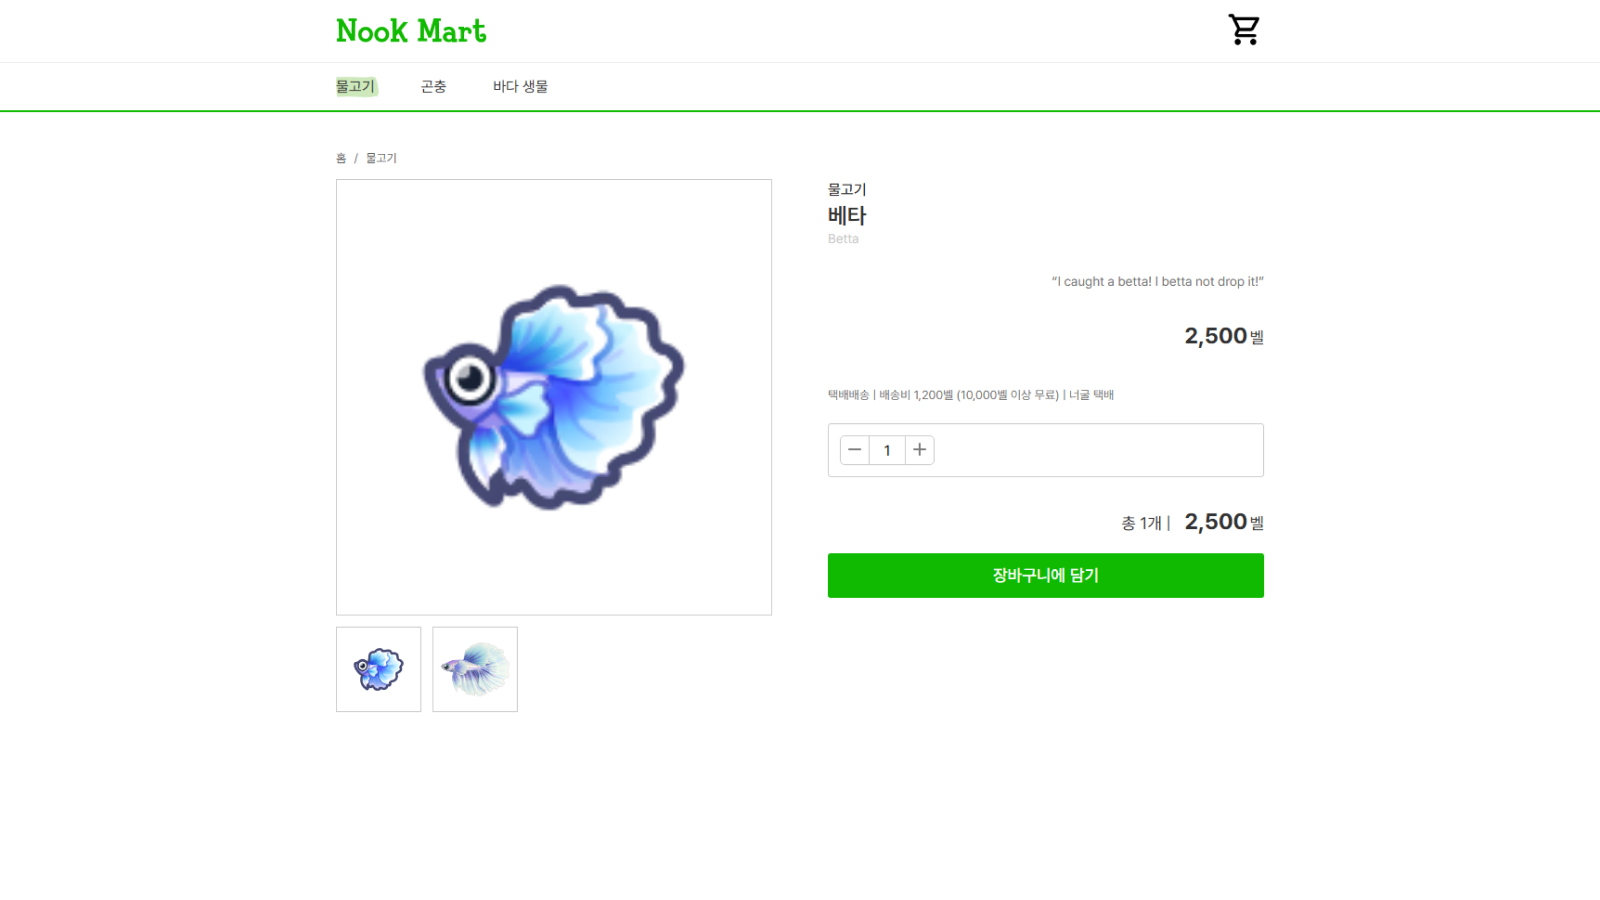 Nook Mart
물고기 곤충 바다 생물
홈 / 물고기
물고기
베타
Betta
“I caught a betta! I betta not drop it!”
2,500벨
택배배송 | 배송비 1,200벨 (10,000벨 이상 무료) | 너굴 택배
1
총 1개 | 2,500벨
장바구니에 담기